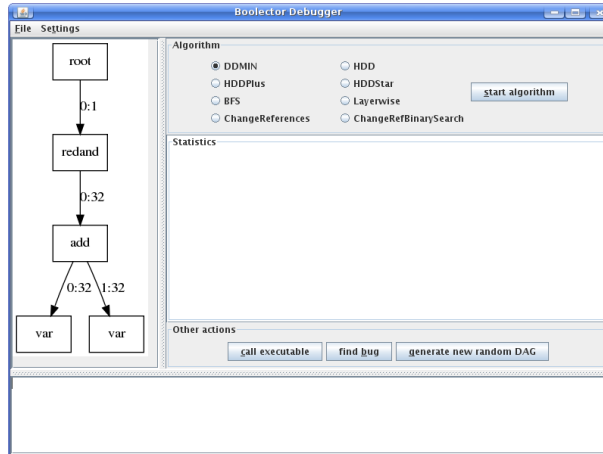 Boolector Debugger
File Settings
root
0:1
redand
0:32
add
0:32 1:32
var var
Algorithm
DDMIN HDD
HDDPlus HDDStar
BFS Layerwise
ChangeReferences ChangeRefBinarySearch
start algorithm
Statistics
Other actions
call executable find bug generate new random DAG